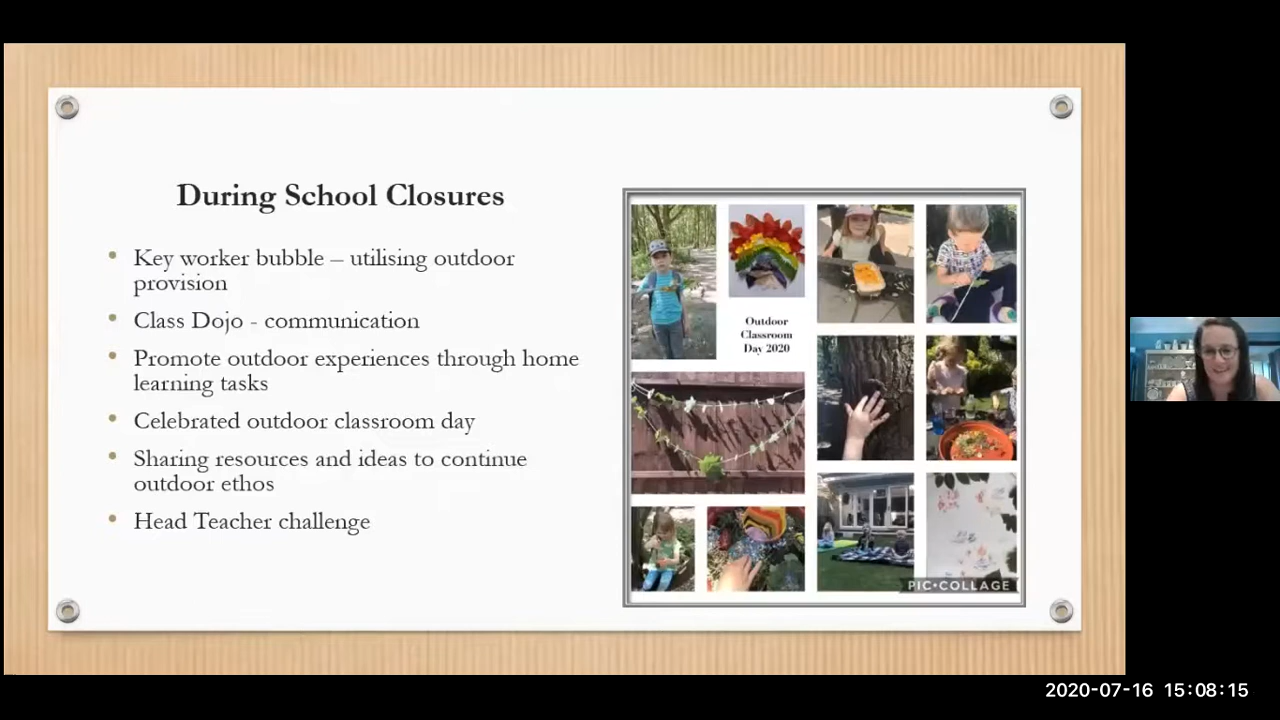 During School Closures
Key worker bubble – utilising outdoor
provision
Class Dojo - communication
Promote outdoor experiences through home
learning tasks
Celebrated outdoor classroom day
Sharing resources and ideas to continue
outdoor ethos
Head Teacher challenge
Outdoor
Classroom
Day 2020
PIC•COLLAGE
2020-07-16 15:08:15